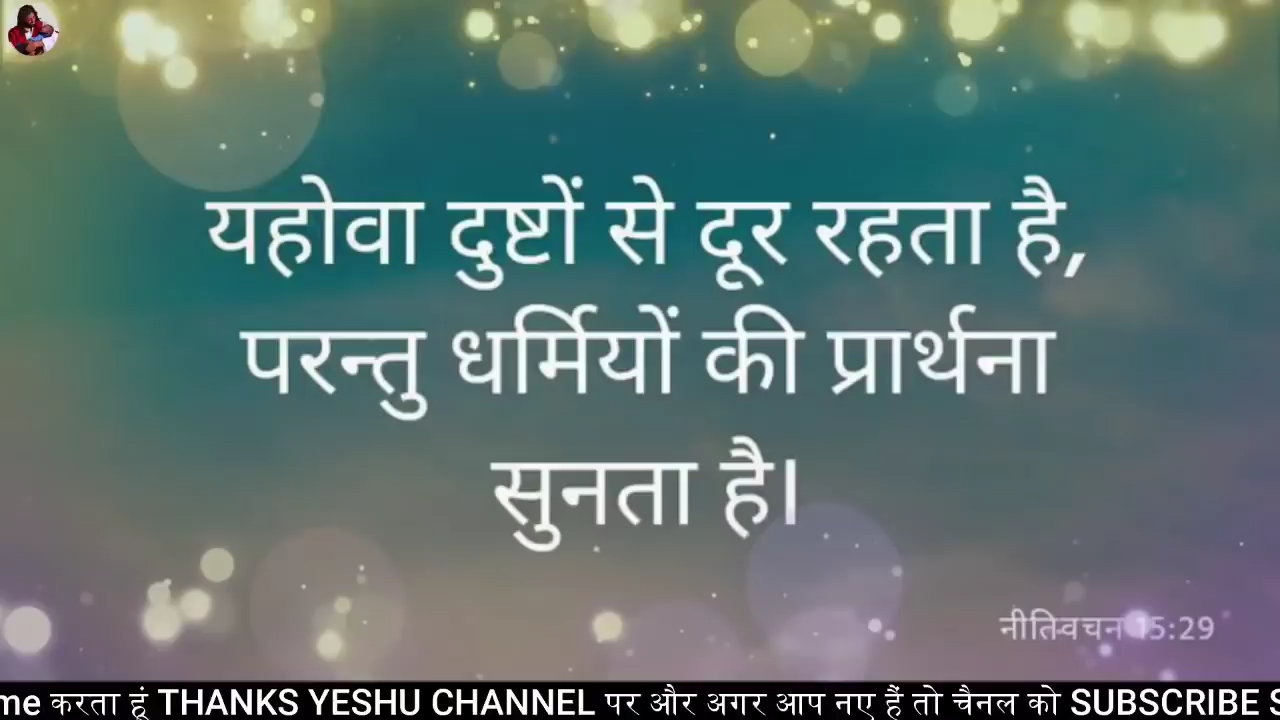 यहोवा दुष्टों से दूर रहता है,
परन्तु धर्मियों की प्रार्थना
सुनता है।
नीतिवचन 15:29
me करता हूं THANKS YESHU CHANNEL पर और अगर आप नए हैं तो चैनल को SUBSCRIBE